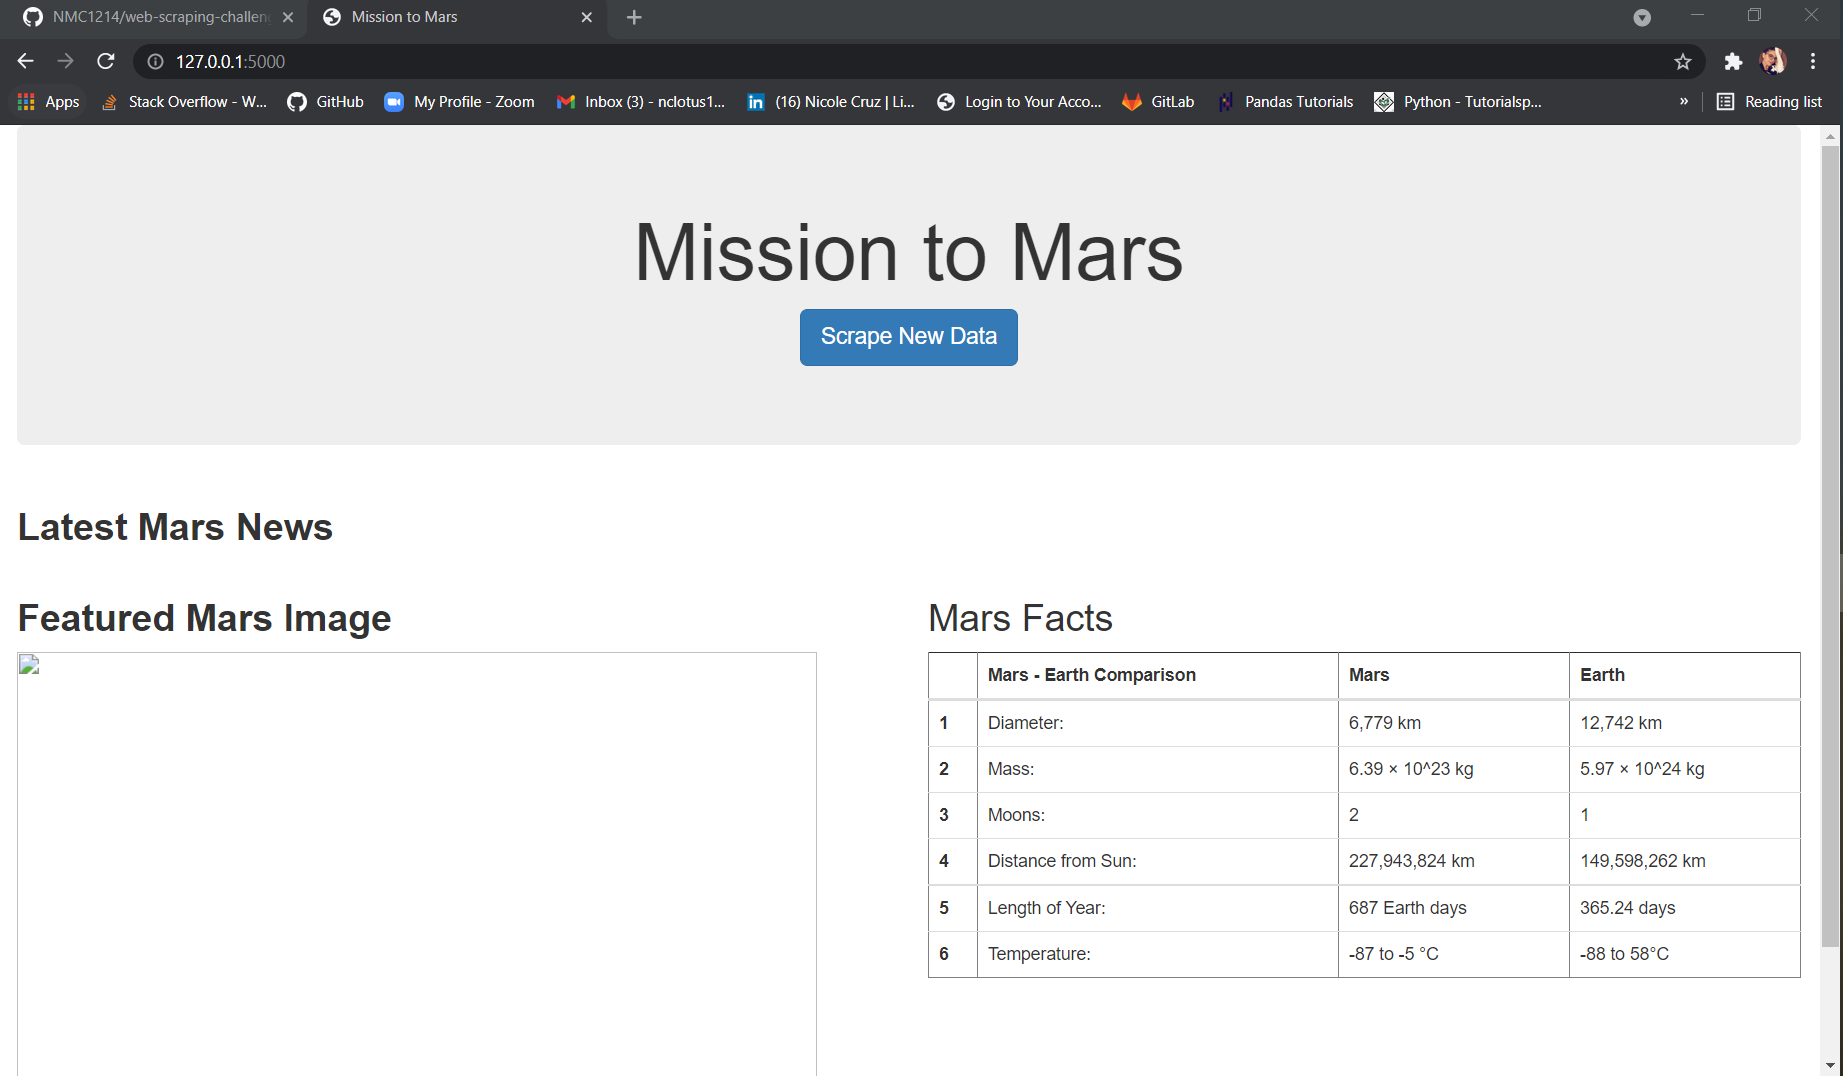 NMC1214/web-scraping-challen
Mission to Mars
127.0.0.1:5000
Apps
Stack Overflow - W...
GitHub
My Profile - Zoom
Inbox (3) - nclotus1...
(16) Nicole Cruz | Li...
Login to Your Acco...
GitLab
Pandas Tutorials
Python - Tutorialsp...
»
Reading list
Mission to Mars
Scrape New Data
Latest Mars News
Featured Mars Image
Mars Facts
Mars - Earth Comparison Mars Earth
1 Diameter: 6,779 km 12,742 km
2 Mass: 6.39 × 10^23 kg 5.97 × 10^24 kg
3 Moons: 2 1
4 Distance from Sun: 227,943,824 km 149,598,262 km
5 Length of Year: 687 Earth days 365.24 days
6 Temperature: -87 to -5 °C -88 to 58°C